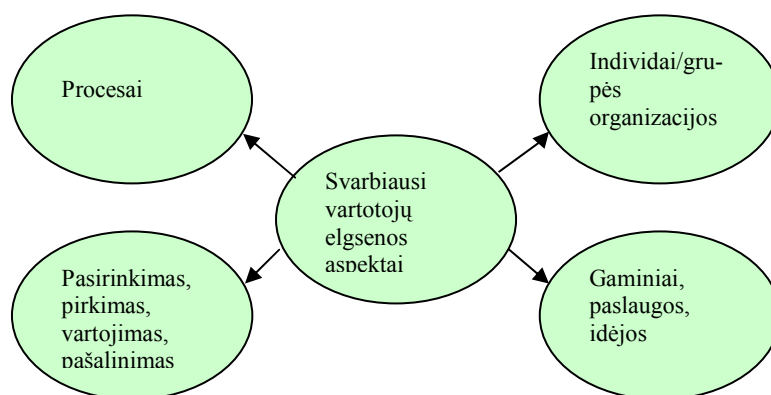 Procesai
Individai/gru-
pės
organizacijos
Svarbiausi
vartotojų
elgsenos
aspektai
Pasirinkimas,
pirkimas,
vartojimas,
pašalinimas
Gaminiai,
paslaugos,
idėjos